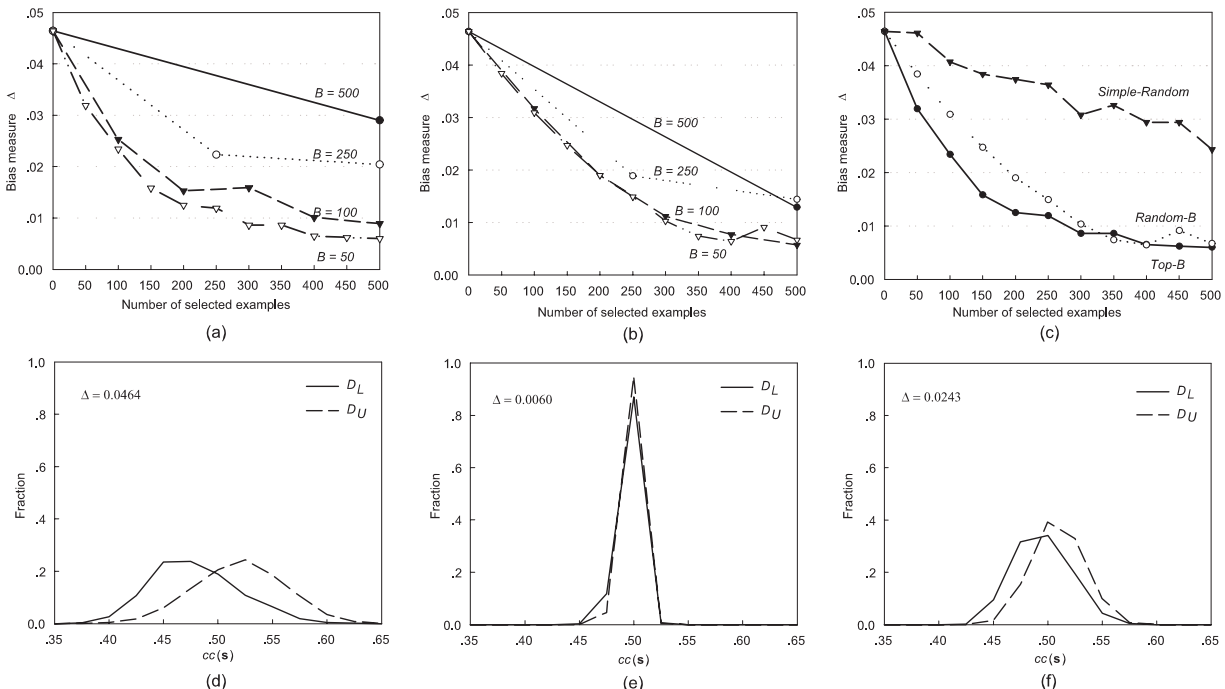 .05
.04
.03
.02
.01
0.00
Bias measure Δ
B = 500
B = 250
B = 100
B = 50
0 50 100 150 200 250 300 350 400 450 500
Number of selected examples
(a)
.05
.04
.03
.02
.01
0.00
Bias measure Δ
B = 500
B = 250
B = 100
B = 50
0 50 100 150 200 250 300 350 400 450 500
Number of selected examples
(b)
.05
.04
.03
.02
.01
0.00
Bias measure Δ
Simple-Random
Random-B
Top-B
0 50 100 150 200 250 300 350 400 450 500
Number of selected examples
(c)
1.0
.8
.6
.4
.2
0.0
Fraction
Δ = 0.0464
D_L
D_U
.35 .40 .45 .50 .55 .60 .65
cc(s)
(d)
1.0
.8
.6
.4
.2
0.0
Fraction
Δ = 0.0060
D_L
D_U
.35 .40 .45 .50 .55 .60 .65
cc(s)
(e)
1.0
.8
.6
.4
.2
0.0
Fraction
Δ = 0.0243
D_L
D_U
.35 .40 .45 .50 .55 .60 .65
cc(s)
(f)